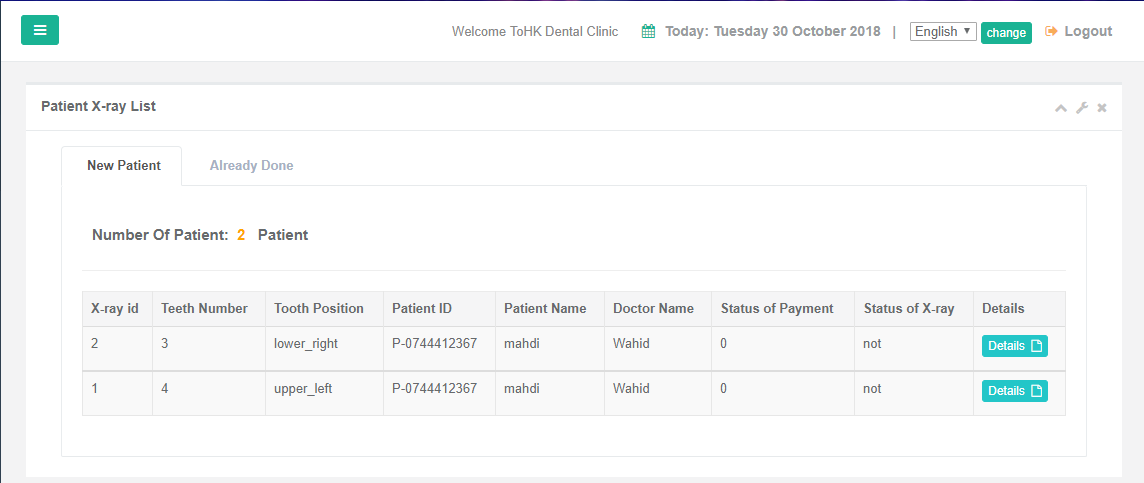 Welcome ToHK Dental Clinic Today: Tuesday 30 October 2018 | English change Logout
Patient X-ray List
New Patient Already Done
Number Of Patient: 2 Patient
X-ray id Teeth Number Tooth Position Patient ID Patient Name Doctor Name Status of Payment Status of X-ray Details
2 3 lower_right P-0744412367 mahdi Wahid 0 not Details
1 4 upper_left P-0744412367 mahdi Wahid 0 not Details